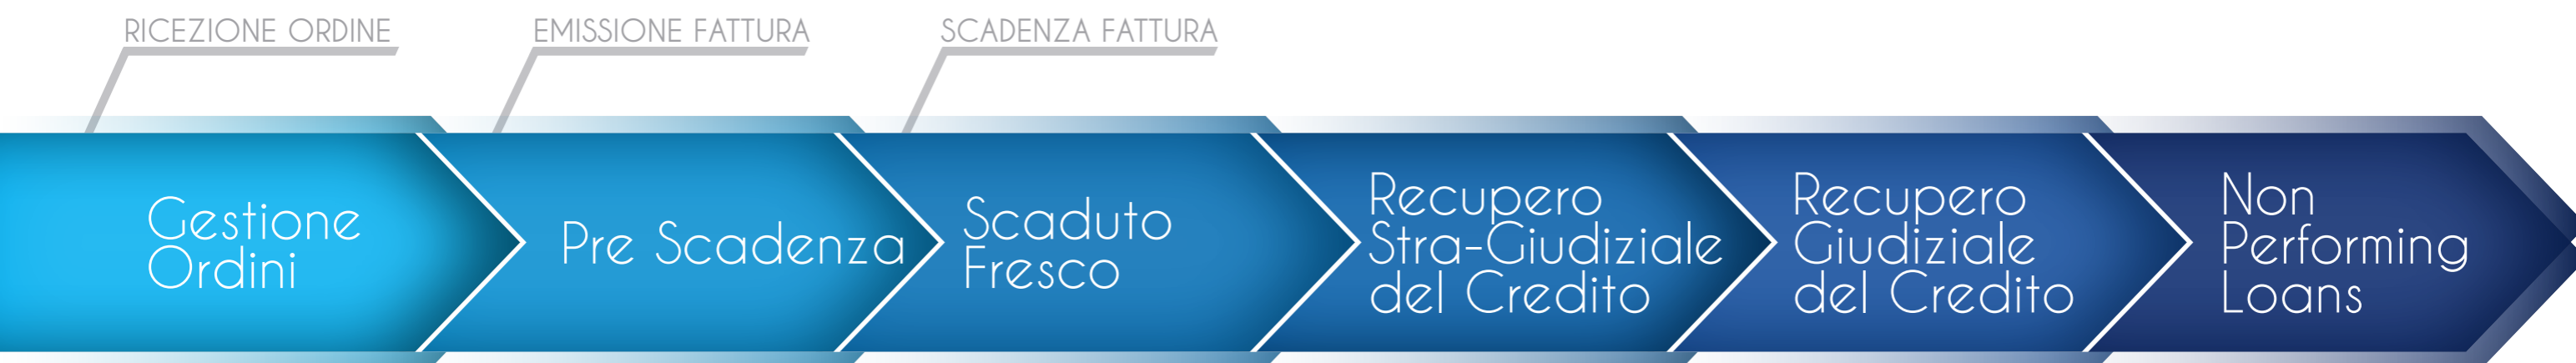 RICEZIONE ORDINE
EMISSIONE FATTURA
SCADENZA FATTURA
Gestione
Ordini
Pre Scadenza
Scaduto
Fresco
Recupero
Stra-Giudiziale
del Credito
Recupero
Giudiziale
del Credito
Non
Performing
Loans